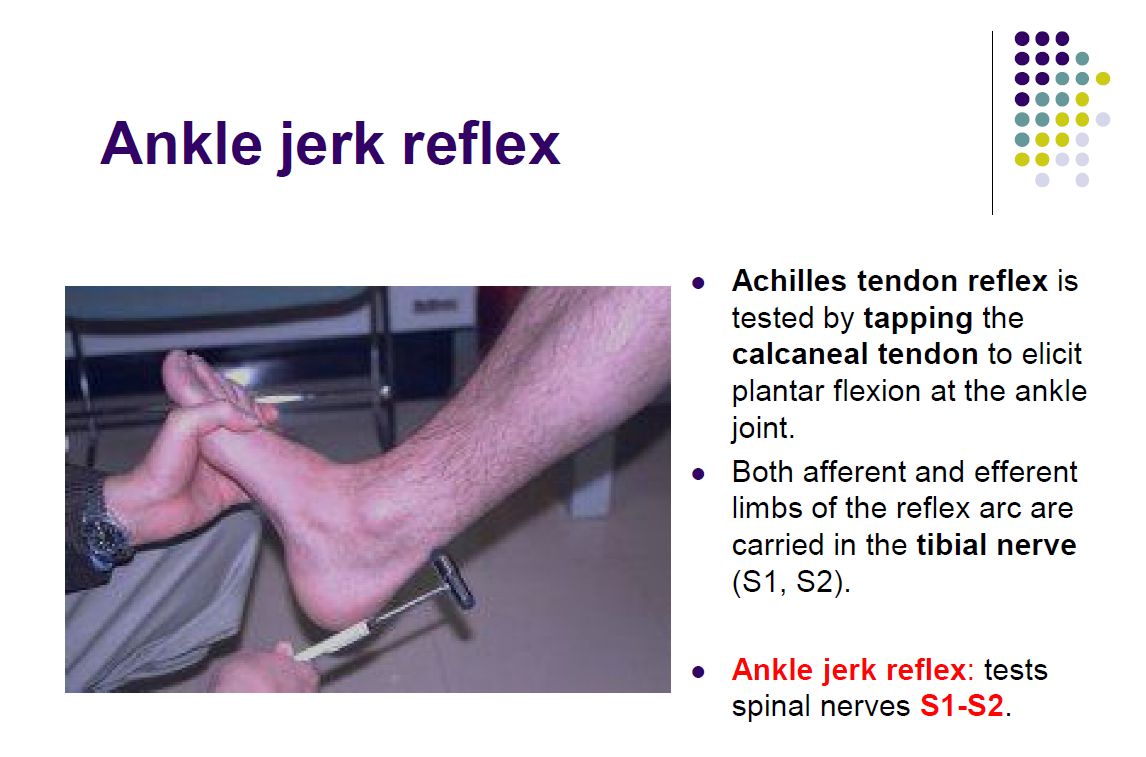 Ankle jerk reflex
Achilles tendon reflex is
tested by tapping the
calcaneal tendon to elicit
plantar flexion at the ankle
joint.
Both afferent and efferent
limbs of the reflex arc are
carried in the tibial nerve
(S1, S2).
Ankle jerk reflex: tests
spinal nerves S1-S2.